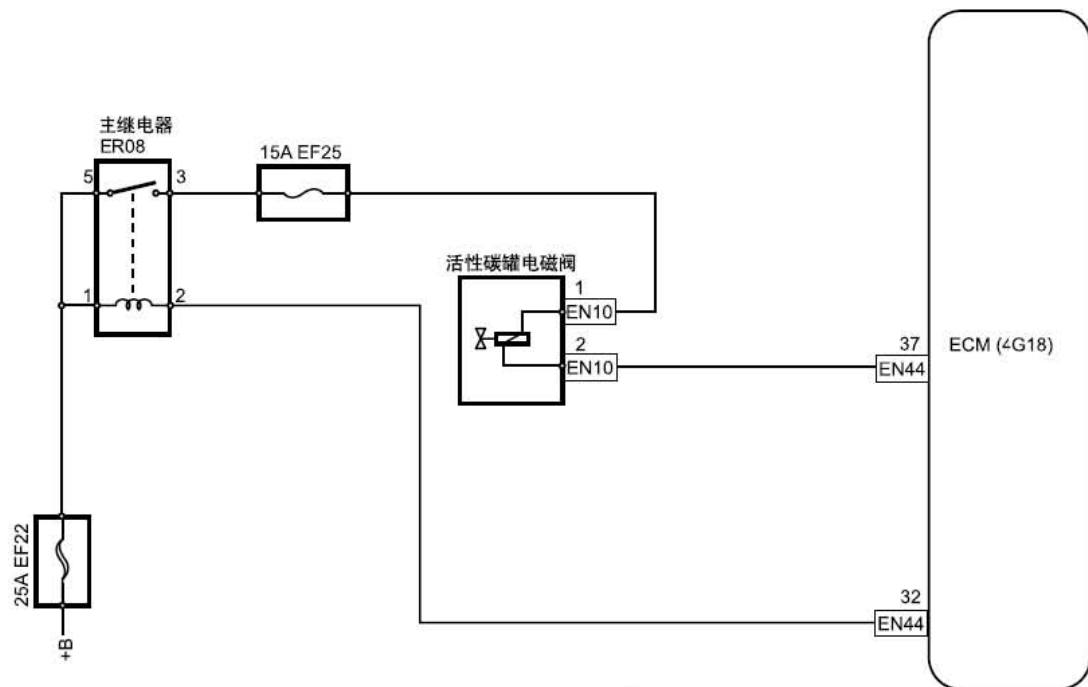 主继电器
ER08
5
3
1
2
15A EF25
活性碳罐电磁阀
1
EN10
2
EN10
37
EN44
ECM (4G18)
32
EN44
25A EF22
+B